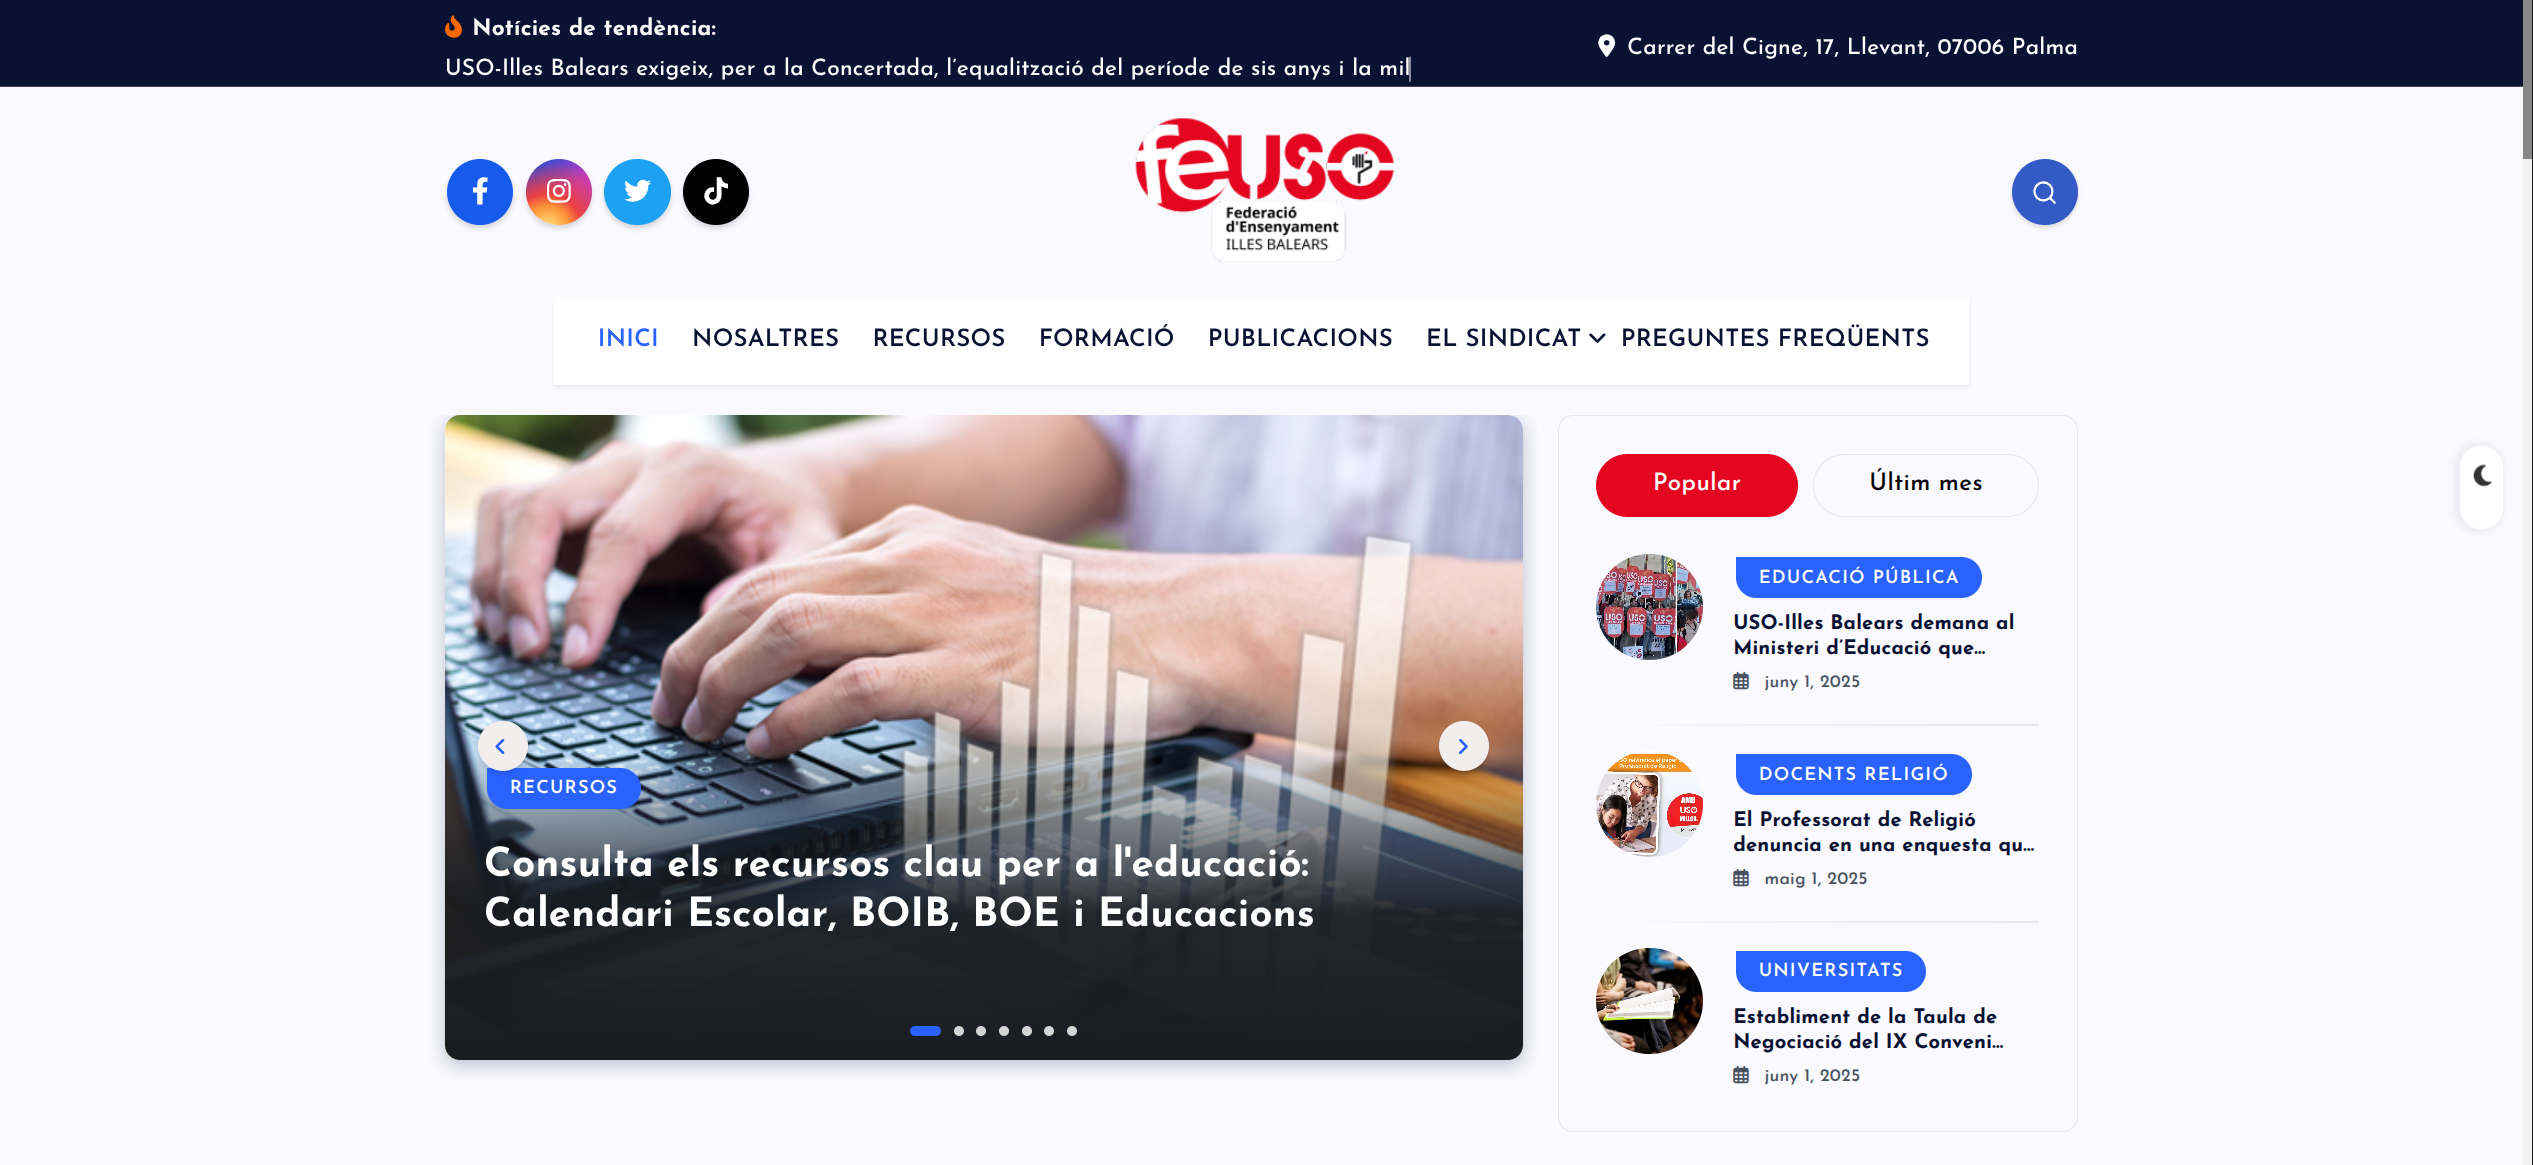 Notícies de tendència:
USO-Illes Balears exigeix, per a la Concertada, l’equalització del període de sis anys i la mil
Carrer del Cigne, 17, Llevant, 07006 Palma
feuso
Federació
d'Ensenyament
ILLES BALEARS
INICI
NOSALTRES
RECURSOS
FORMACIÓ
PUBLICACIONS
EL SINDICAT
PREGUNTES FREQÜENTS
RECURSOS
Consulta els recursos clau per a l'educació:
Calendari Escolar, BOIB, BOE i Educacions
Popular
Últim mes
EDUCACIÓ PÚBLICA
USO-Illes Balears demana al
Ministeri d’Educació que...
juny 1, 2025
DOCENTS RELIGIÓ
El Professorat de Religió
denuncia en una enquesta qu...
maig 1, 2025
UNIVERSITATS
Establiment de la Taula de
Negociació del IX Conveni...
juny 1, 2025